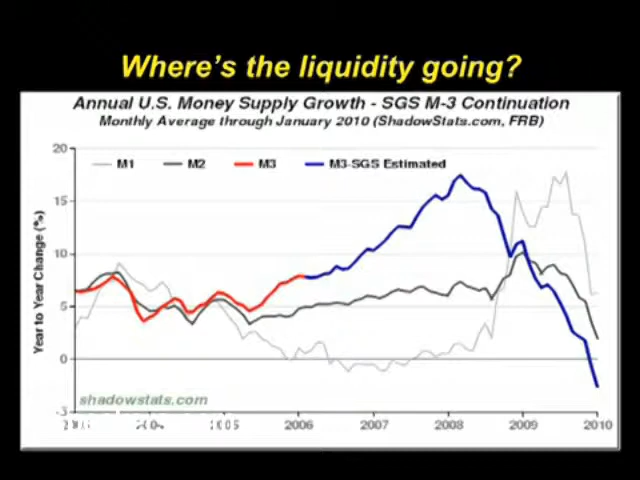 Where's the liquidity going?
Annual U.S. Money Supply Growth - SGS M-3 Continuation
Monthly Average through January 2010 (ShadowStats.com, FRB)
20
M1 M2 M3 M3-SGS Estimated
15
10
Year to Year Change (%)
5
0
shadowstats.com
2006 2007 2008 2009 2010